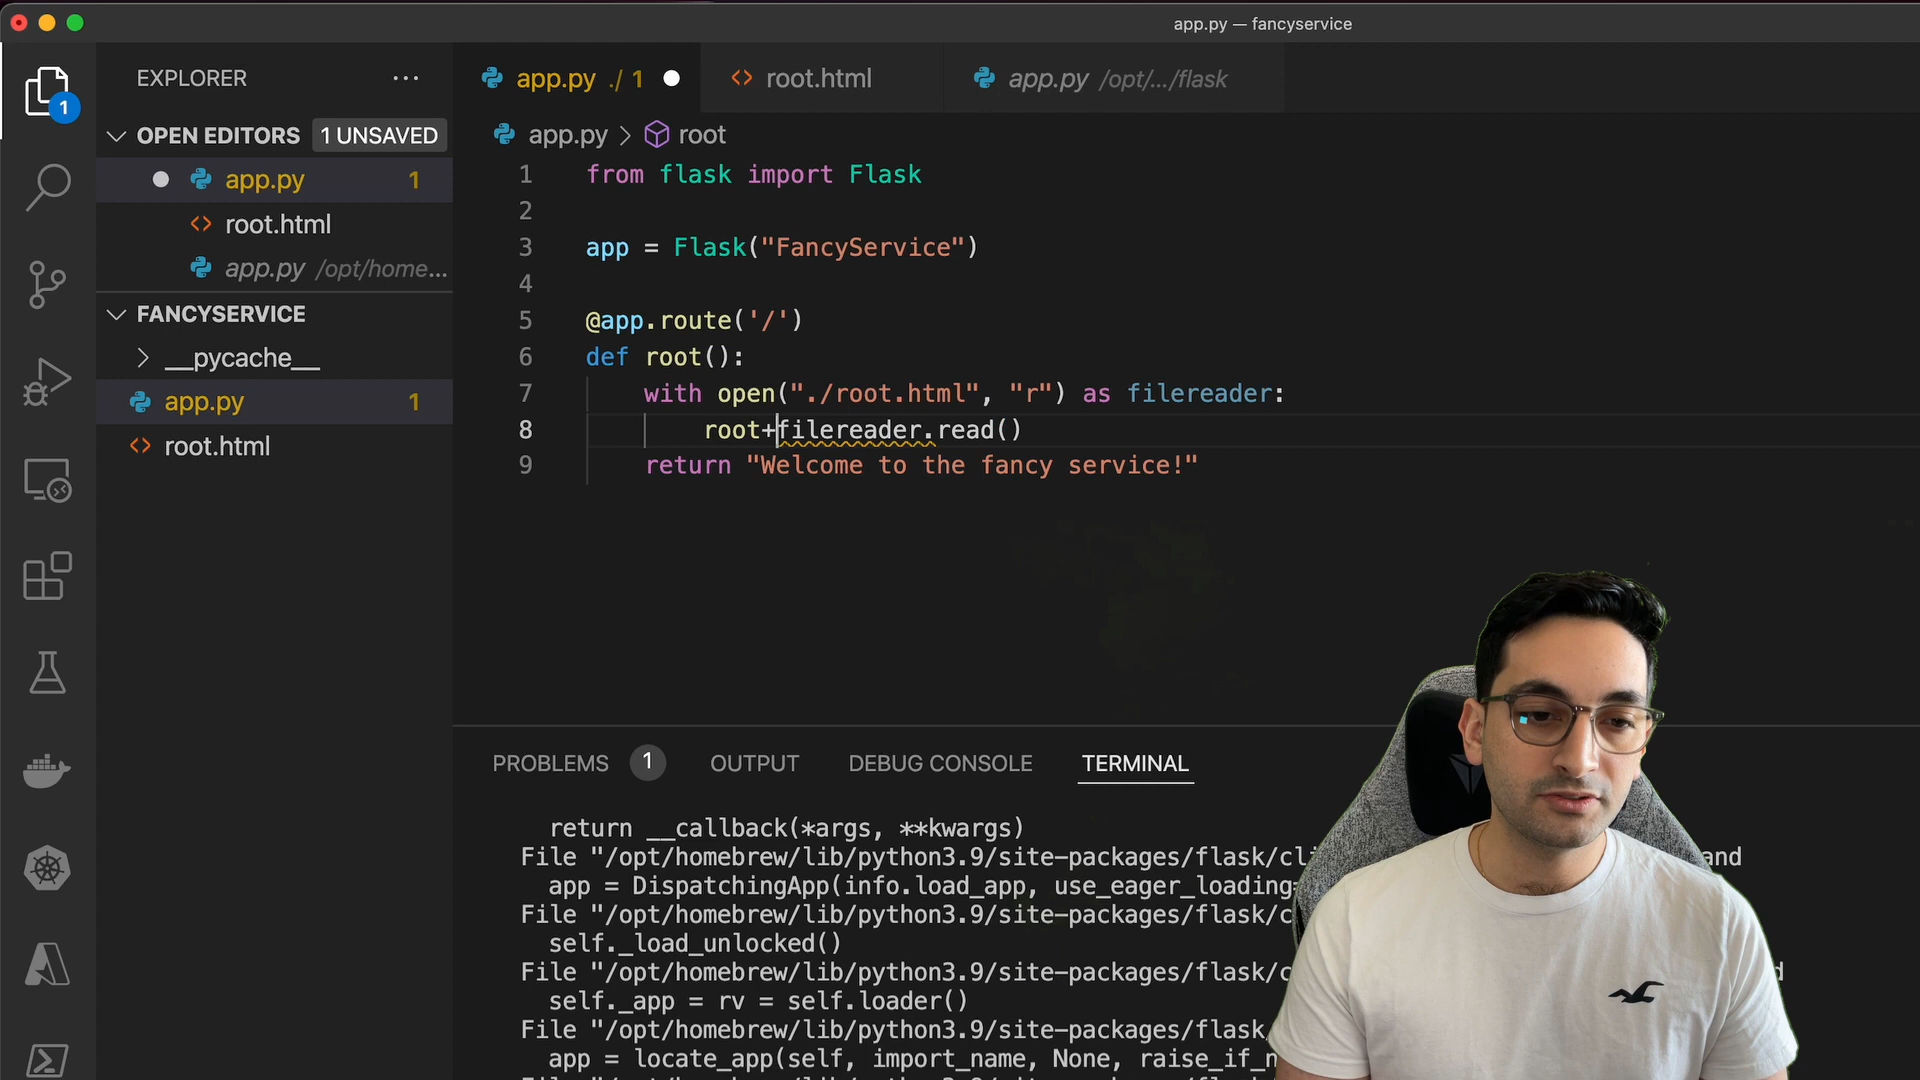 app.py — fancyservice
EXPLORER ...
app.py ./ 1
root.html
app.py /opt/.../flask
1
OPEN EDITORS 1 UNSAVED
app.py 1
root.html
app.py /opt/home...
FANCYSERVICE
__pycache__
app.py 1
root.html
app.py > root
1 from flask import Flask
2
3 app = Flask("FancyService")
4
5 @app.route('/')
6 def root():
7 with open("./root.html", "r") as filereader:
8 root+filereader.read()
9 return "Welcome to the fancy service!"
PROBLEMS 1 OUTPUT DEBUG CONSOLE TERMINAL
return __callback(*args, **kwargs)
File "/opt/homebrew/lib/python3.9/site-packages/flask/cli
app = DispatchingApp(info.load_app, use_eager_loading=
File "/opt/homebrew/lib/python3.9/site-packages/flask/c
self._load_unlocked()
File "/opt/homebrew/lib/python3.9/site-packages/flask/c
self._app = rv = self.loader()
File "/opt/homebrew/lib/python3.9/site-packages/flask/
app = locate_app(self, import_name, None, raise_if_n